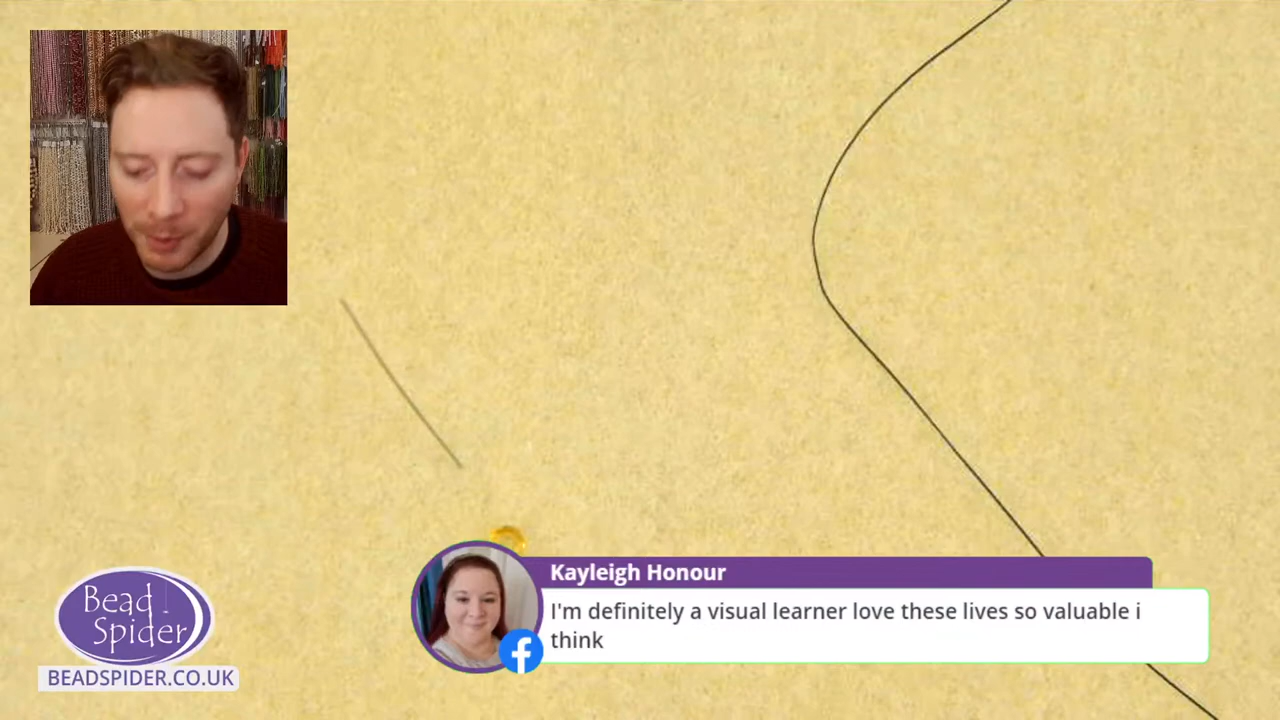 Kayleigh Honour
I'm definitely a visual learner love these lives so valuable i
think
Bead
Spider
BEADSPIDER.CO.UK